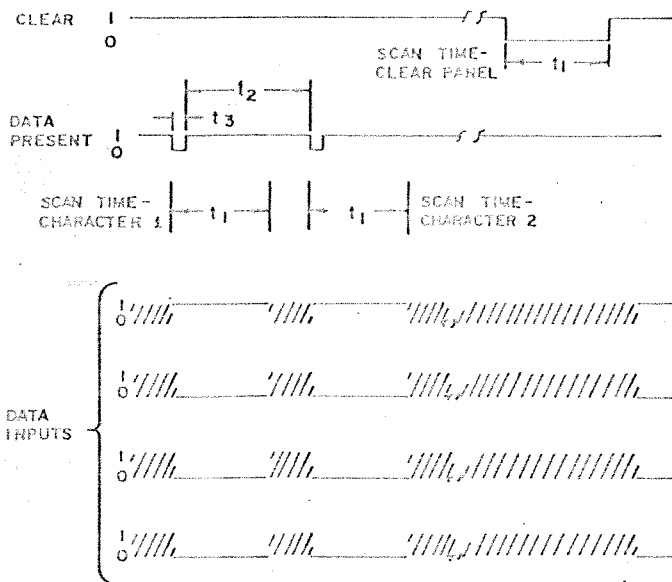 CLEAR 1
0
SCAN TIME-
CLEAR PANEL
t1
t2
t3
DATA
PRESENT
1
0
SCAN TIME-
CHARACTER 1
t1
t1
SCAN TIME-
CHARACTER 2
DATA
INPUTS
1
0
1
0
1
0
1
0